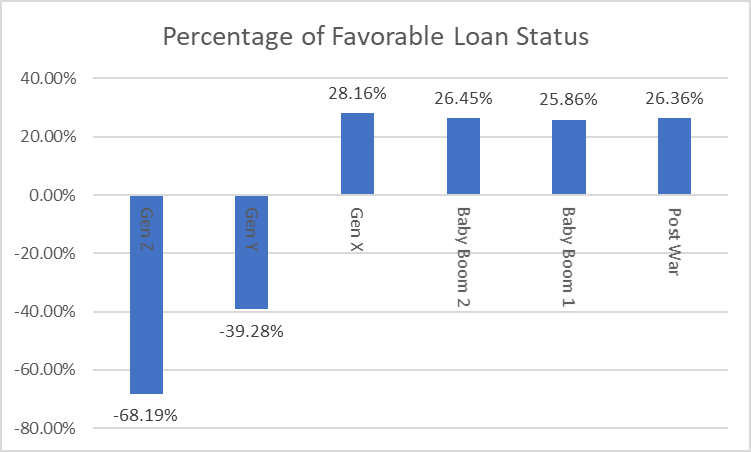 Percentage of Favorable Loan Status
40.00%
20.00%
0.00%
-20.00%
-40.00%
-60.00%
-80.00%
28.16%
26.45%
25.86%
26.36%
-39.28%
-68.19%
Gen Z
Gen Y
Gen X
Baby Boom 2
Baby Boom 1
Post War